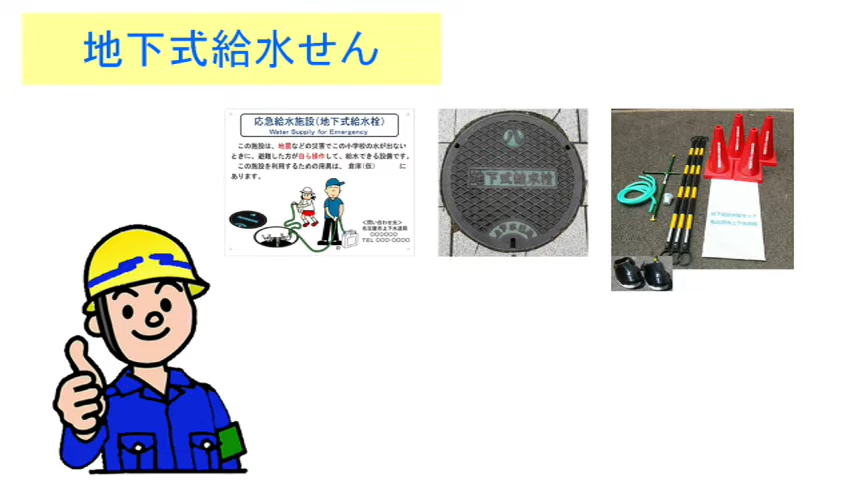 地下式給水せん
応急給水施設(地下式給水栓)
Water Supply for Emergency
この施設は、地震などの災害でこの小学校の水が出ない
ときに、避難した方が自ら操作して、給水できる設備です。
この施設を利用するための用具は、 倉庫(仮) に
あります。
<問い合わせ先>
名古屋市上下水道局
〇〇〇〇〇〇
TEL 〇〇〇-〇〇〇〇
地下式給水栓